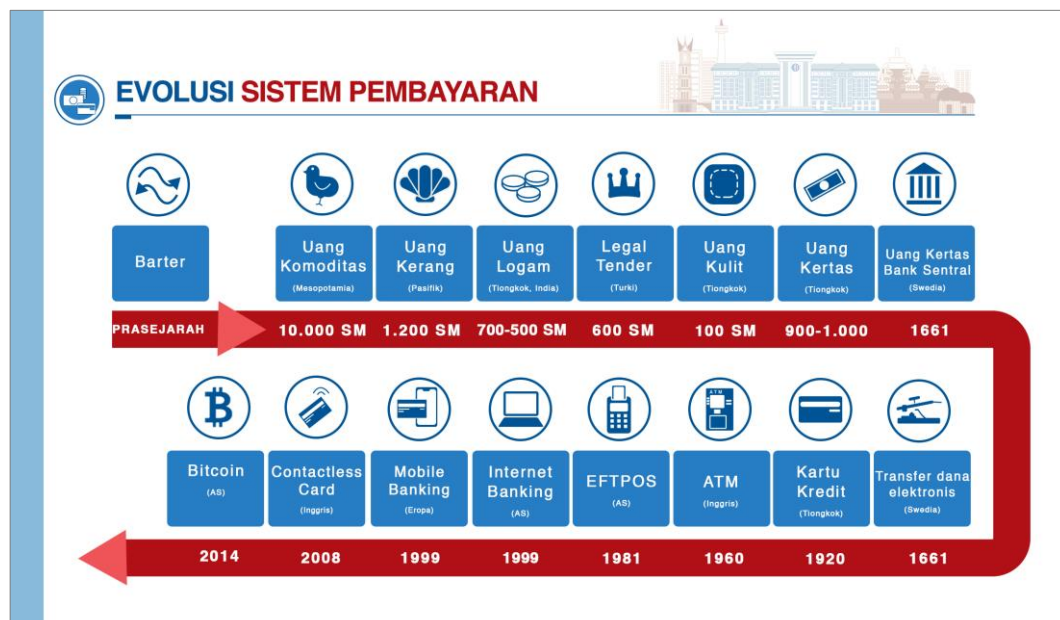 EVOLUSI SISTEM PEMBAYARAN
Barter
Uang
Komoditas
(Mesopotamia)
Uang
Kerang
(Pasifik)
Uang
Logam
(Tiongkok, India)
Legal
Tender
(Turki)
Uang
Kulit
(Tiongkok)
Uang
Kertas
(Tiongkok)
Uang Kertas
Bank Sentral
(Swedia)
PRASEJARAH
10.000 SM
1.200 SM
700-500 SM
600 SM
100 SM
900-1.000
1661
ATM
Bitcoin
(AS)
Contactless
Card
(Inggris)
Mobile
Banking
(Eropa)
Internet
Banking
(AS)
EFTPOS
(AS)
ATM
(Inggris)
Kartu
Kredit
(Tiongkok)
Transfer dana
elektronis
(Swedia)
2014
2008
1999
1999
1981
1960
1920
1661